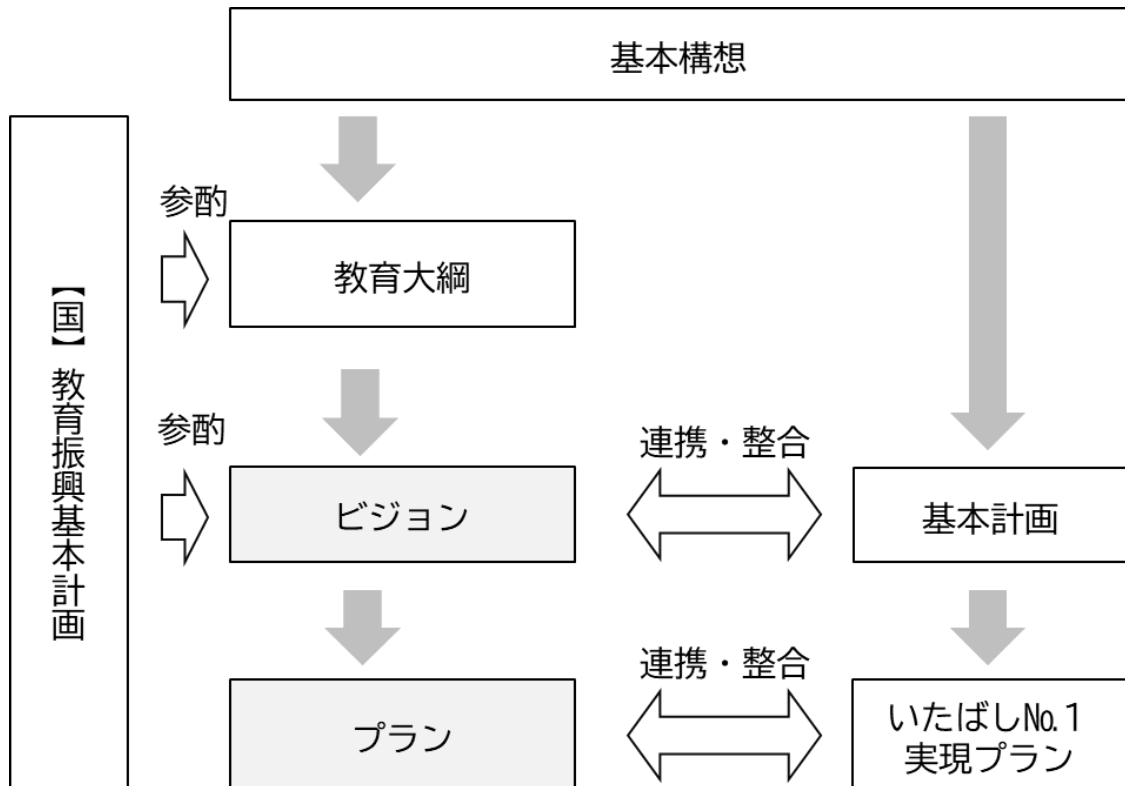 基本構想
参酌
教育大綱
【国】教育振興基本計画
参酌
ビジョン
連携・整合
基本計画
プラン
連携・整合
いたばし№1
実現プラン